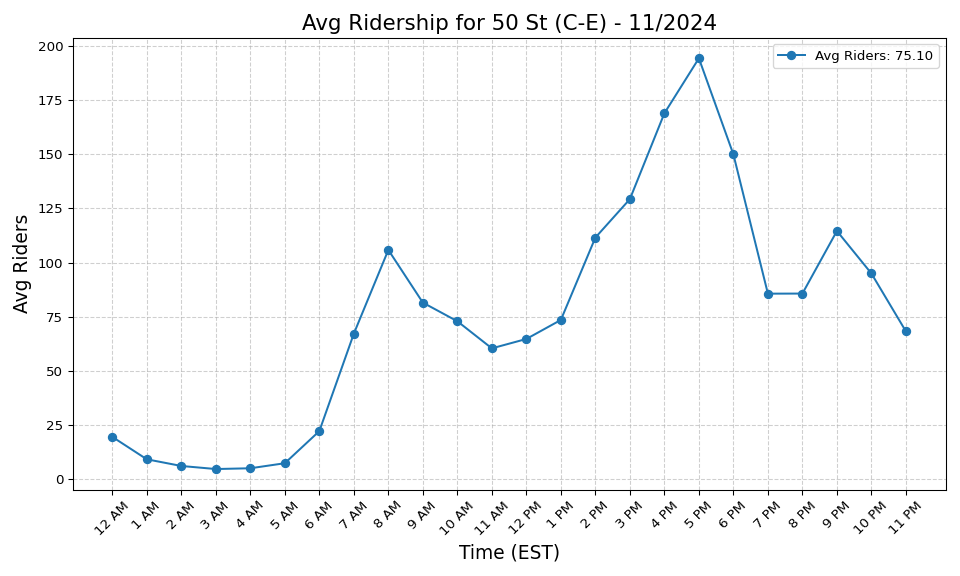 Avg Ridership for 50 St (C-E) - 11/2024
Avg Riders: 75.10
Avg Riders
200
175
150
125
100
75
50
25
0
12 AM
1 AM
2 AM
3 AM
4 AM
5 AM
6 AM
7 AM
8 AM
9 AM
10 AM
11 AM
12 PM
1 PM
2 PM
3 PM
4 PM
5 PM
6 PM
7 PM
8 PM
9 PM
10 PM
11 PM
Time (EST)